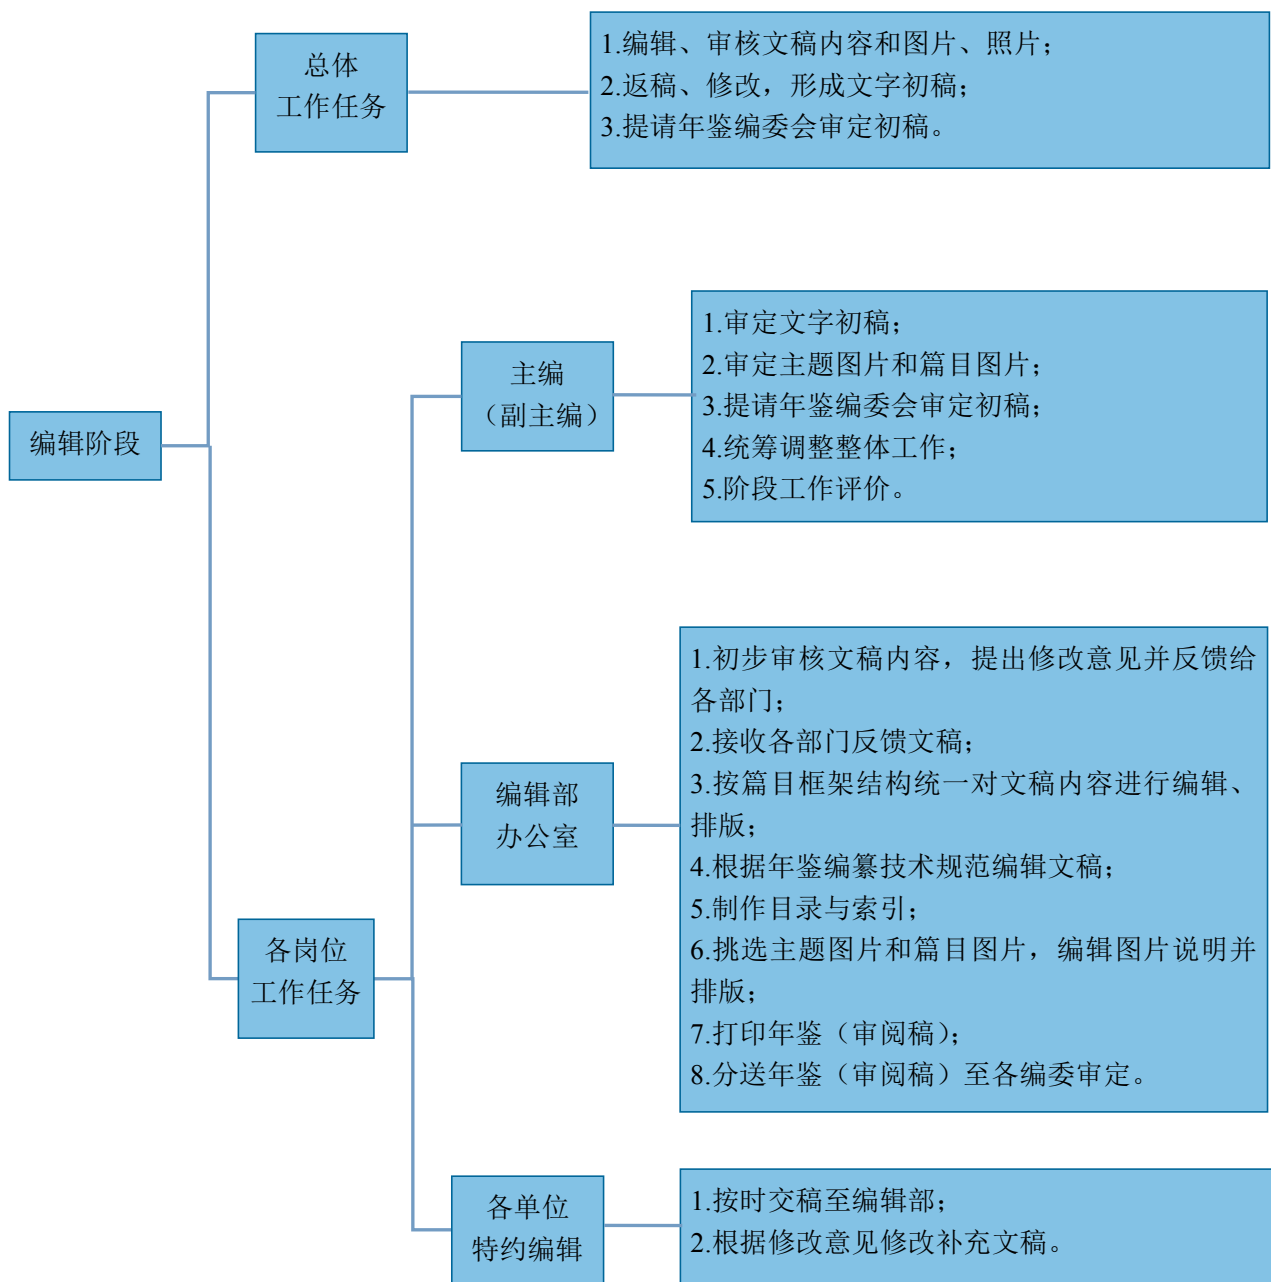 编辑阶段
总体
工作任务
1.编辑、审核文稿内容和图片、照片；
2.返稿、修改，形成文字初稿；
3.提请年鉴编委会审定初稿。
各岗位
工作任务
主编
（副主编）
1.审定文字初稿；
2.审定主题图片和篇目图片；
3.提请年鉴编委会审定初稿；
4.统筹调整整体工作；
5.阶段工作评价。
编辑部
办公室
1.初步审核文稿内容，提出修改意见并反馈给
各部门；
2.接收各部门反馈文稿；
3.按篇目框架结构统一对文稿内容进行编辑、
排版；
4.根据年鉴编纂技术规范编辑文稿；
5.制作目录与索引；
6.挑选主题图片和篇目图片，编辑图片说明并
排版；
7.打印年鉴（审阅稿）；
8.分送年鉴（审阅稿）至各编委审定。
各单位
特约编辑
1.按时交稿至编辑部；
2.根据修改意见修改补充文稿。